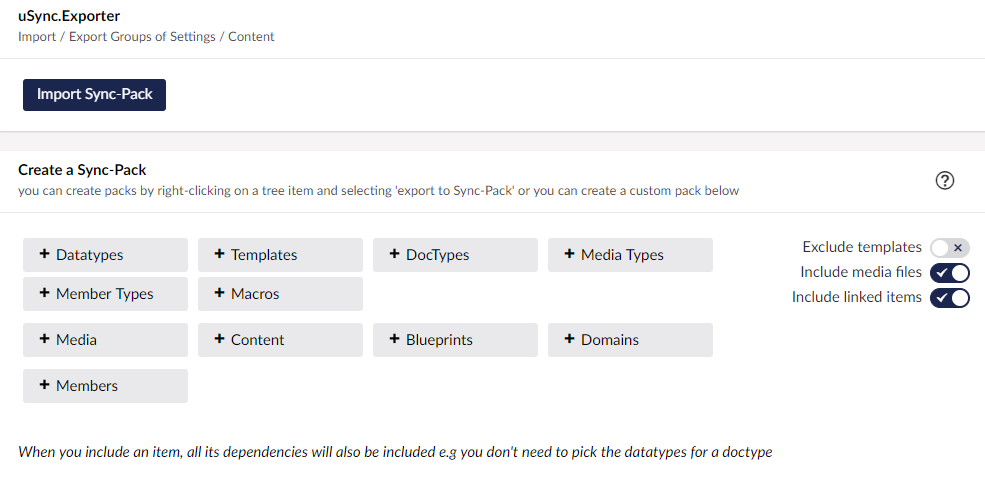 uSync.Exporter
Import / Export Groups of Settings / Content
Import Sync-Pack
Create a Sync-Pack
you can create packs by right-clicking on a tree item and selecting 'export to Sync-Pack' or you can create a custom pack below
+ Datatypes
+ Templates
+ DocTypes
+ Media Types
Exclude templates
Include media files
+ Member Types
+ Macros
Include linked items
+ Media
+ Content
+ Blueprints
+ Domains
+ Members
When you include an item, all its dependencies will also be included e.g you don't need to pick the datatypes for a doctype